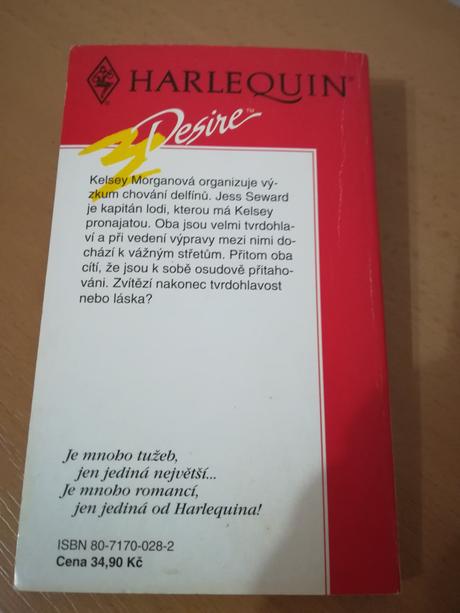 HARLEQUIN®
Desire™
Kelsey Morganová organizuje vý-
zkum chování delfínů. Jess Seward
je kapitán lodi, kterou má Kelsey
pronajatou. Oba jsou velmi tvrdohla-
ví a při vedení výpravy mezi nimi do-
chází k vážným střetům. Přitom oba
cítí, že jsou k sobě osudově přitaho-
váni. Zvítězí nakonec tvrdohlavost
nebo láska?
Je mnoho tužeb,
jen jediná největší...
Je mnoho romancí,
jen jediná od Harlequina!
ISBN 80-7170-028-2
Cena 34,90 Kč